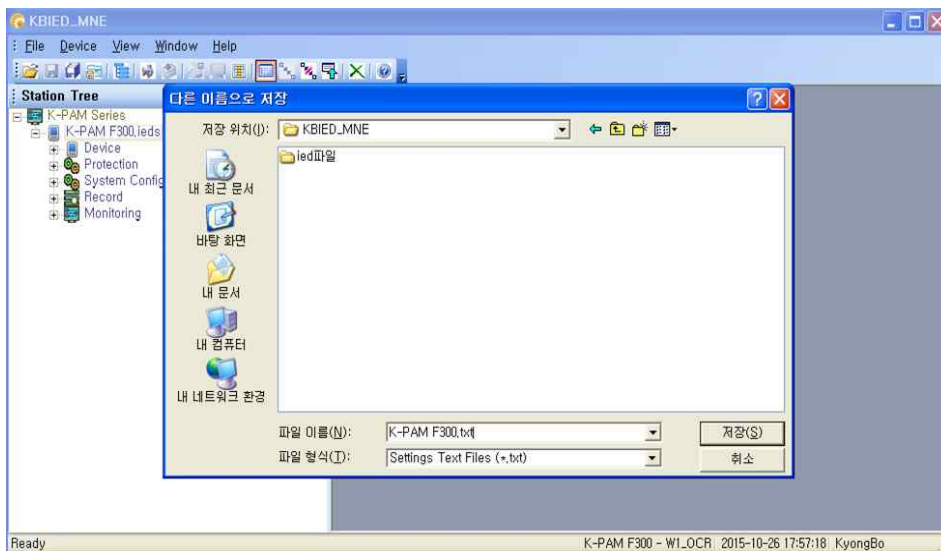 KBIED_MNE
File Device View Window Help
Station Tree
K-PAM Series
K-PAM F300.ieds
Device
Protection
System Config
Record
Monitoring
다른 이름으로 저장
저장 위치(I): KBIED_MNE
ied파일
내 최근 문서
바탕 화면
내 문서
내 컴퓨터
내 네트워크 환경
파일 이름(N): K-PAM F300.txt
저장(S)
파일 형식(T): Settings Text Files (*.txt)
취소
Ready
K-PAM F300 - W1_OCR 2015-10-26 17:57:18 KyongBo